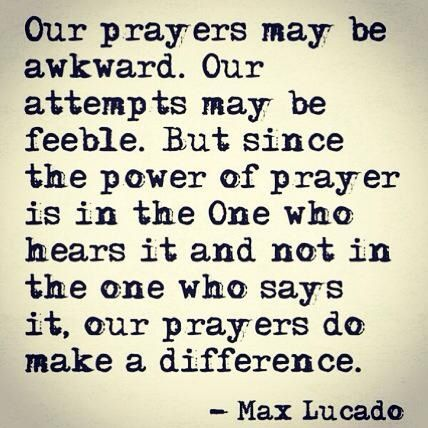 Our prayers may be
awkward. Our
attempts may be
feeble. But since
the power of prayer
is in the One who
hears it and not in
the one who says
it, our prayers do
make a difference.
- Max Lucado